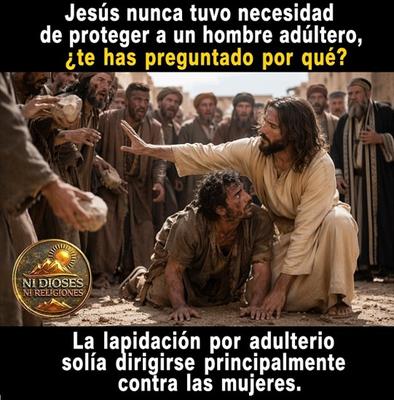 Jesús nunca tuvo necesidad
de proteger a un hombre adúltero,
¿te has preguntado por qué?
NI DIOSES
NI RELIGIONES
La lapidación por adulterio
solía dirigirse principalmente
contra las mujeres.